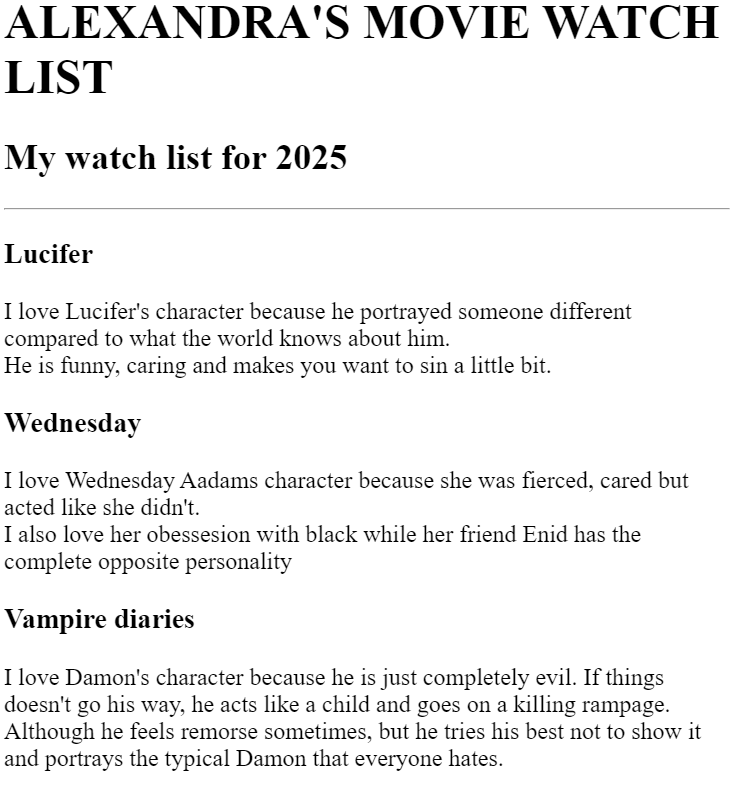 ALEXANDRA'S MOVIE WATCH
LIST
My watch list for 2025
Lucifer
I love Lucifer's character because he portrayed someone different
compared to what the world knows about him.
He is funny, caring and makes you want to sin a little bit.
Wednesday
I love Wednesday Aadams character because she was fierced, cared but
acted like she didn't.
I also love her obessesion with black while her friend Enid has the
complete opposite personality
Vampire diaries
I love Damon's character because he is just completely evil. If things
doesn't go his way, he acts like a child and goes on a killing rampage.
Although he feels remorse sometimes, but he tries his best not to show it
and portrays the typical Damon that everyone hates.